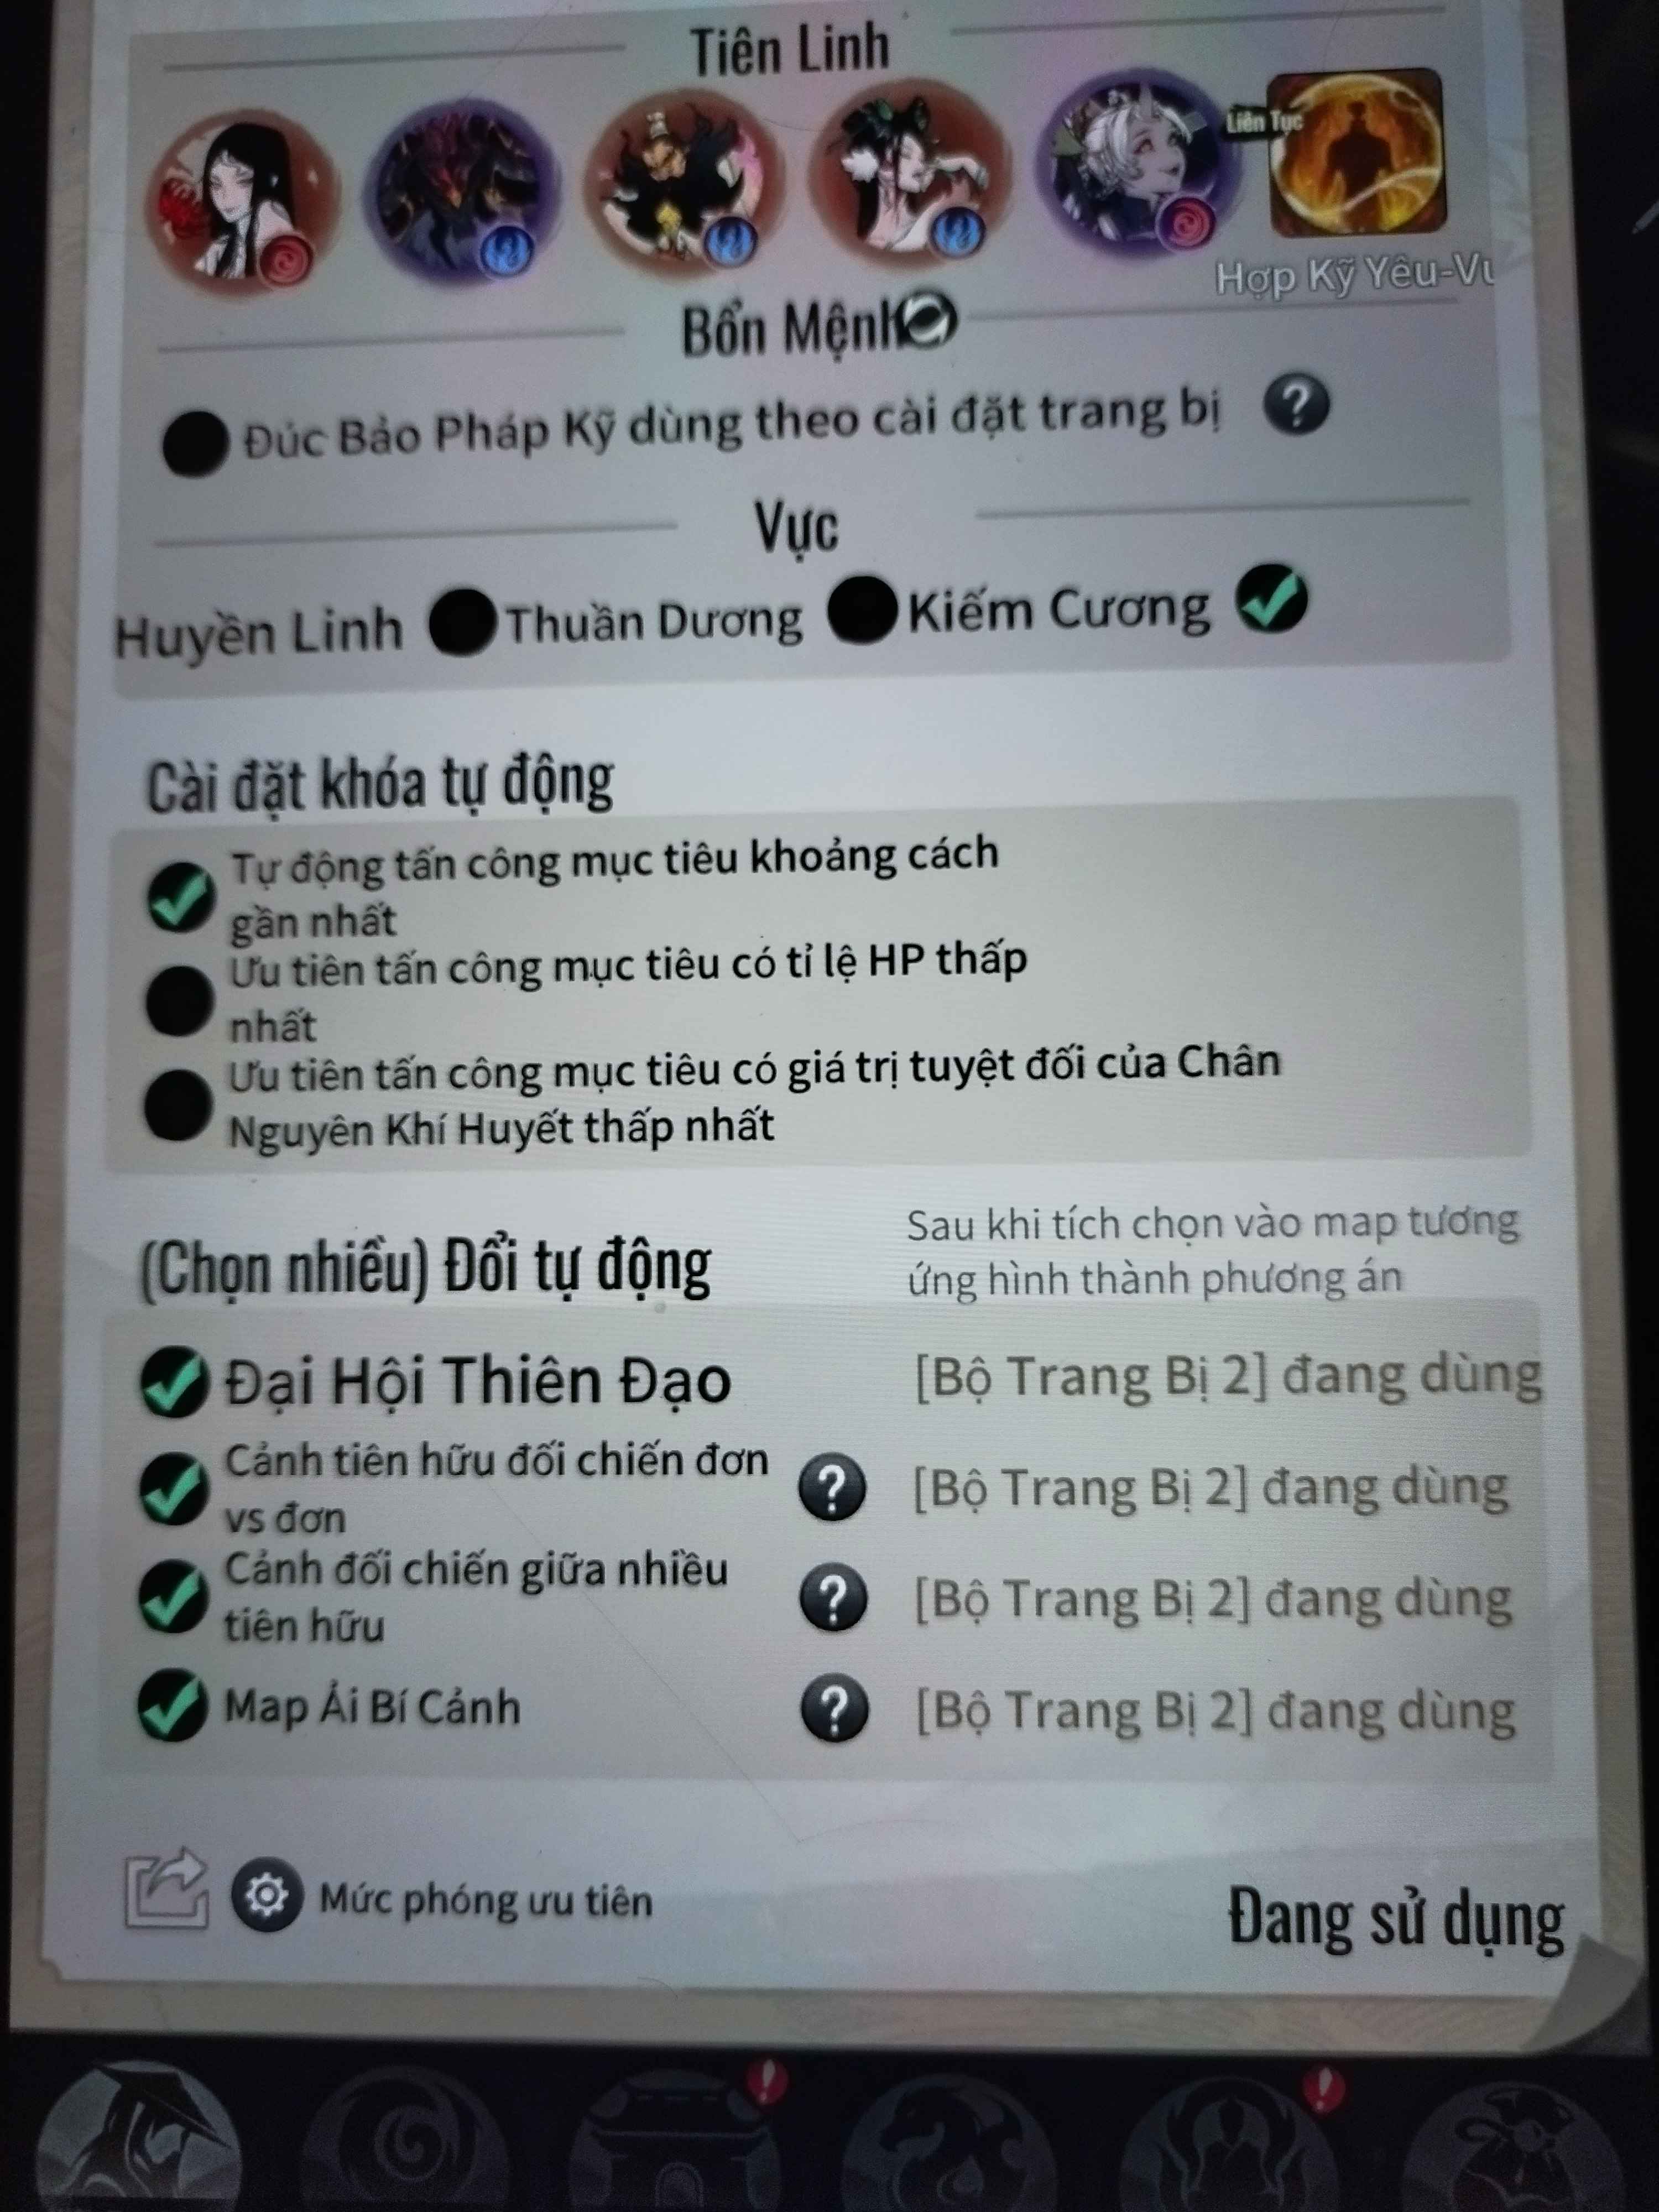 Tiên Linh
Liên Tục
Hợp Kỹ Yêu-Vu
Bổn Mệnh
Đúc Bảo Pháp Kỹ dùng theo cài đặt trang bị ?
Vực
Huyền Linh Thuần Dương Kiếm Cương
Cài đặt khóa tự động
Tự động tấn công mục tiêu khoảng cách
gần nhất
Ưu tiên tấn công mục tiêu có tỉ lệ HP thấp
nhất
Ưu tiên tấn công mục tiêu có giá trị tuyệt đối của Chân
Nguyên Khí Huyết thấp nhất
(Chọn nhiều) Đổi tự động
Sau khi tích chọn vào map tương
ứng hình thành phương án
Đại Hội Thiên Đạo [Bộ Trang Bị 2] đang dùng
Cảnh tiên hữu đối chiến đơn
vs đơn
? [Bộ Trang Bị 2] đang dùng
Cảnh đối chiến giữa nhiều
tiên hữu
? [Bộ Trang Bị 2] đang dùng
Map Ải Bí Cảnh ? [Bộ Trang Bị 2] đang dùng
Mức phóng ưu tiên
Đang sử dụng